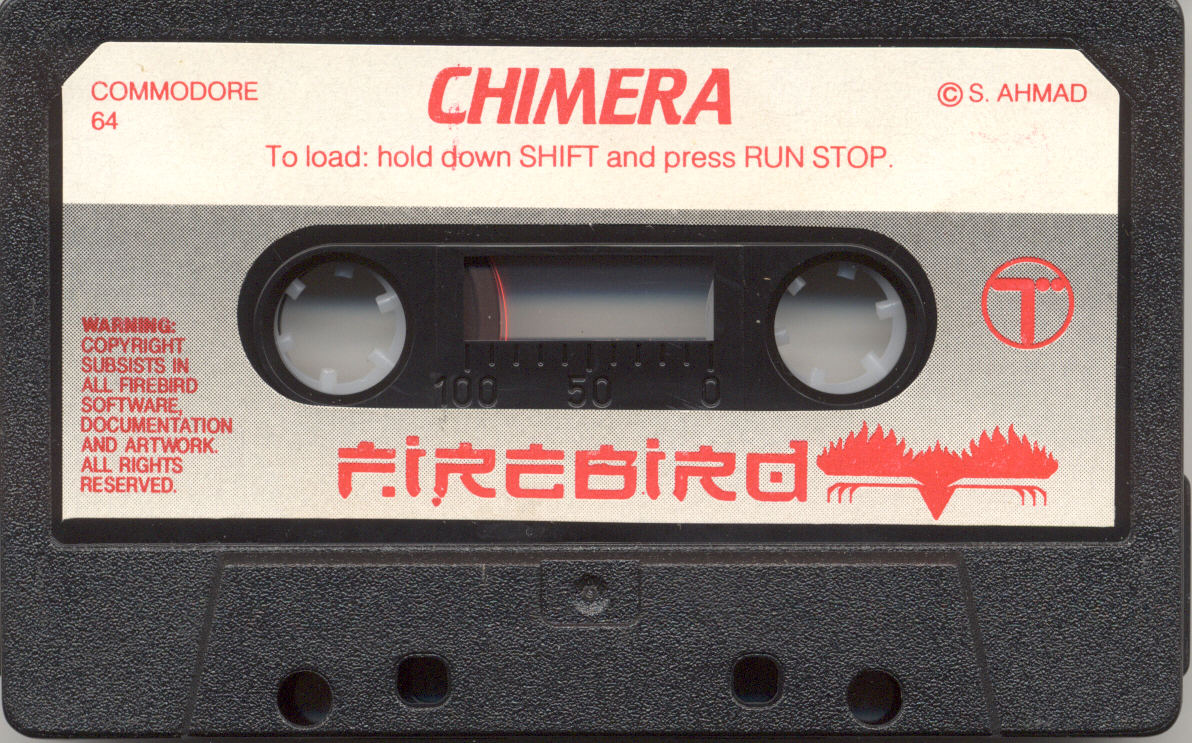 COMMODORE
64
CHIMERA
© S. AHMAD
To load: hold down SHIFT and press RUN STOP.
WARNING:
COPYRIGHT
SUBSISTS IN
ALL FIREBIRD
SOFTWARE,
DOCUMENTATION
AND ARTWORK.
ALL RIGHTS
RESERVED.
100 50 0
FIREBIRD